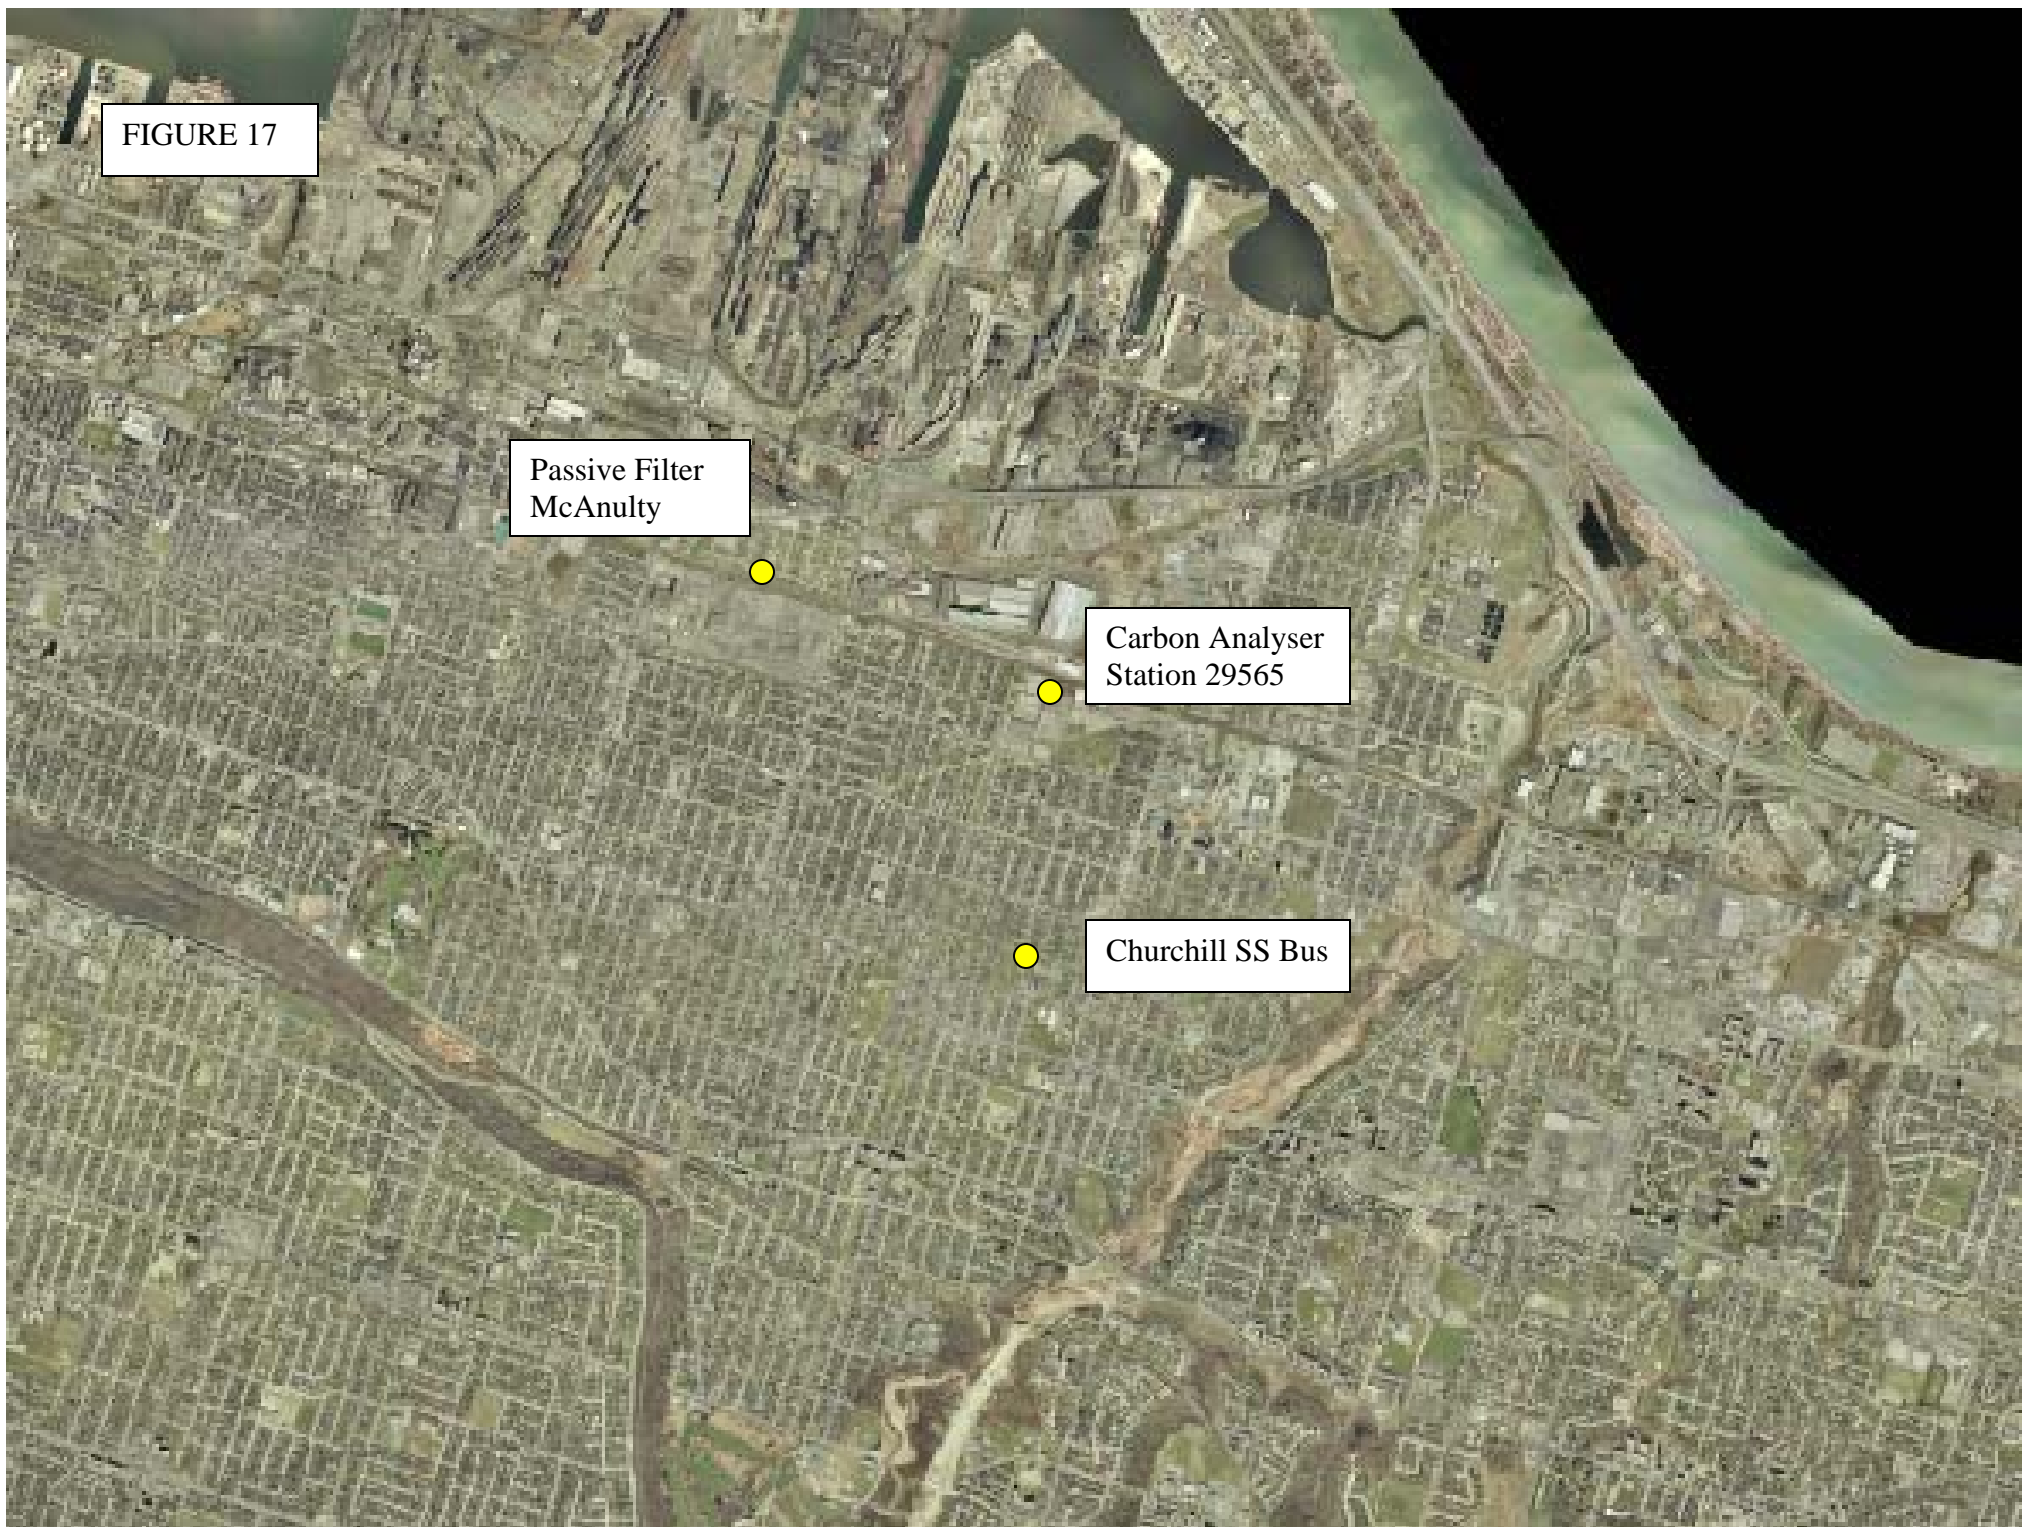 FIGURE 17
Passive Filter
McAnulty
Carbon Analyser
Station 29565
Churchill SS Bus